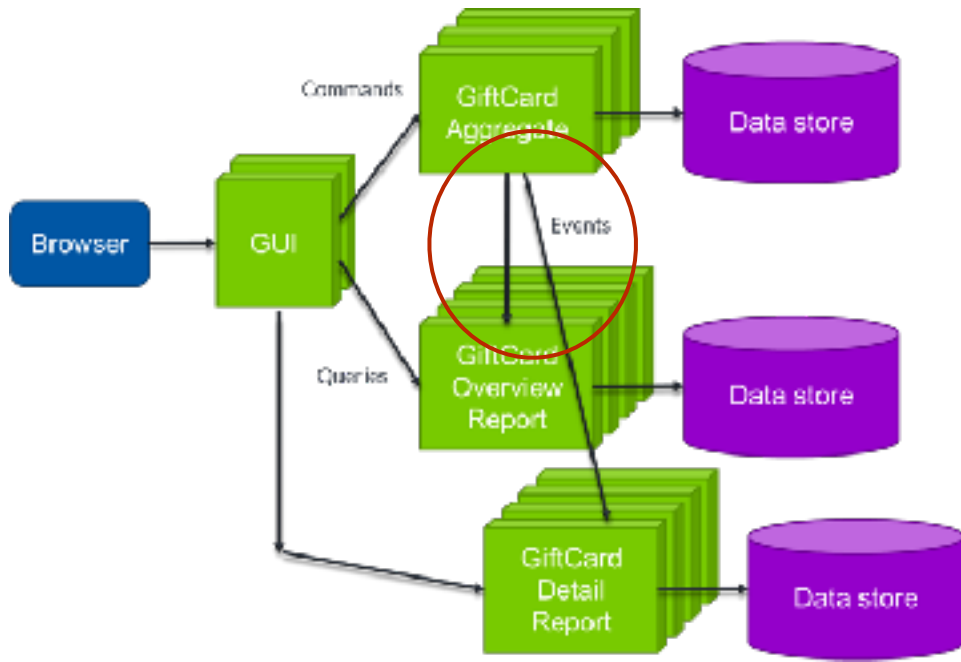 Commands
GiftCard
Aggregate
Data store
Browser
GUI
Events
Queries
GiftCard
Overview
Report
Data store
GiftCard
Detail
Report
Data store